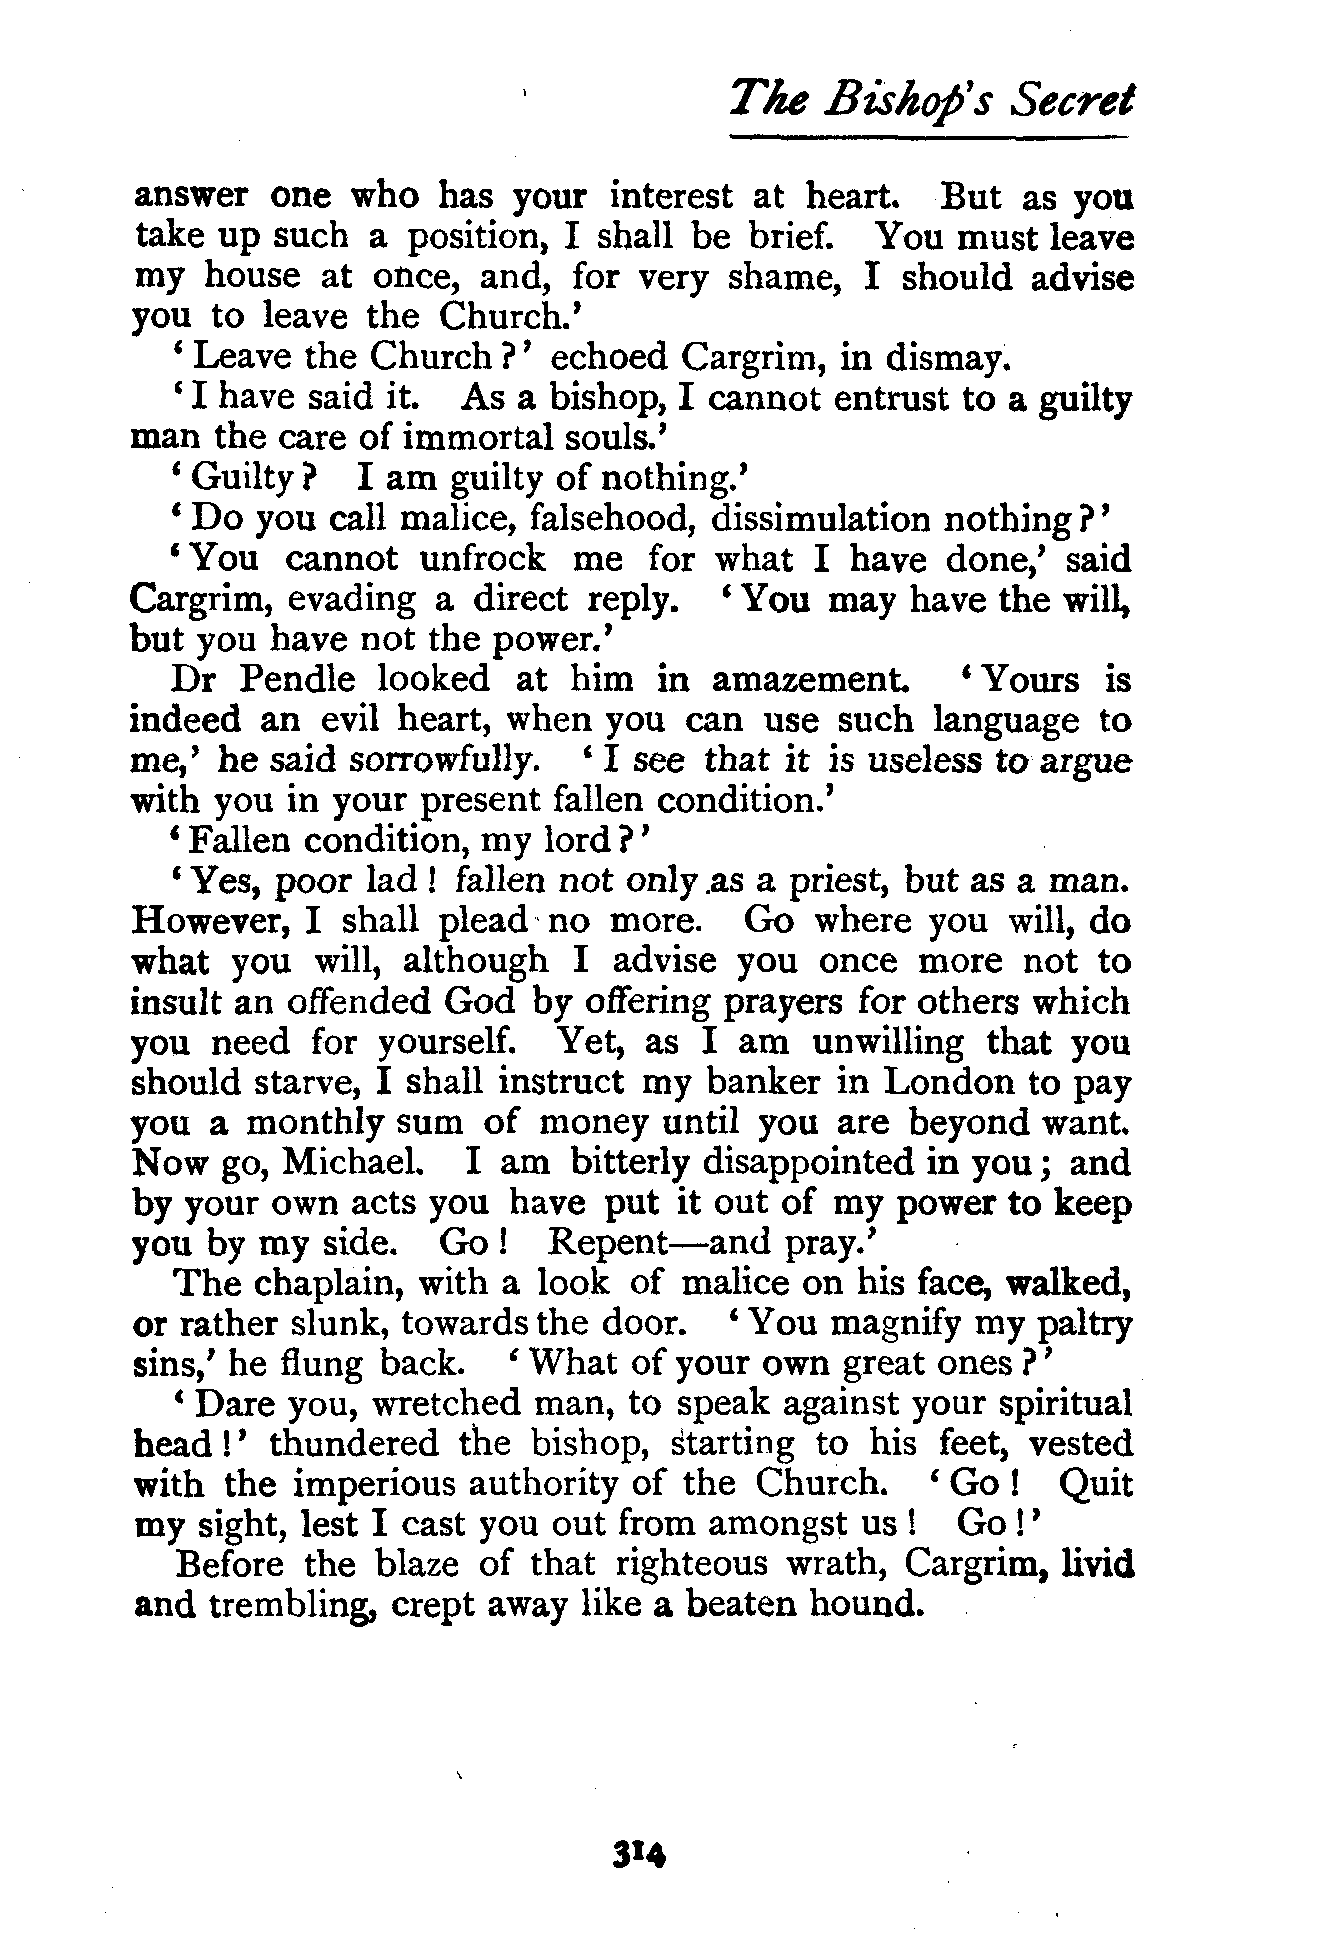 The Bishop's Secret
answer one who has your interest at heart. But as you
take up such a position, I shall be brief. You must leave
my house at once, and, for very shame, I should advise
you to leave the Church.'
‘Leave the Church?’ echoed Cargrim, in dismay.
‘I have said it. As a bishop, I cannot entrust to a guilty
man the care of immortal souls.’
‘Guilty? I am guilty of nothing.’
‘Do you call malice, falsehood, dissimulation nothing?’
‘You cannot unfrock me for what I have done,’ said
Cargrim, evading a direct reply. ‘You may have the will,
but you have not the power.’
Dr Pendle looked at him in amazement. ‘Yours is
indeed an evil heart, when you can use such language to
me,’ he said sorrowfully. ‘I see that it is useless to argue
with you in your present fallen condition.’
‘Fallen condition, my lord?’
‘Yes, poor lad! fallen not only as a priest, but as a man.
However, I shall plead no more. Go where you will, do
what you will, although I advise you once more not to
insult an offended God by offering prayers for others which
you need for yourself. Yet, as I am unwilling that you
should starve, I shall instruct my banker in London to pay
you a monthly sum of money until you are beyond want.
Now go, Michael. I am bitterly disappointed in you; and
by your own acts you have put it out of my power to keep
you by my side. Go! Repent—and pray.’
The chaplain, with a look of malice on his face, walked,
or rather slunk, towards the door. ‘You magnify my paltry
sins,’ he flung back. ‘What of your own great ones?’
‘Dare you, wretched man, to speak against your spiritual
head!’ thundered the bishop, starting to his feet, vested
with the imperious authority of the Church. ‘Go! Quit
my sight, lest I cast you out from amongst us! Go!’
Before the blaze of that righteous wrath, Cargrim, livid
and trembling, crept away like a beaten hound.
314